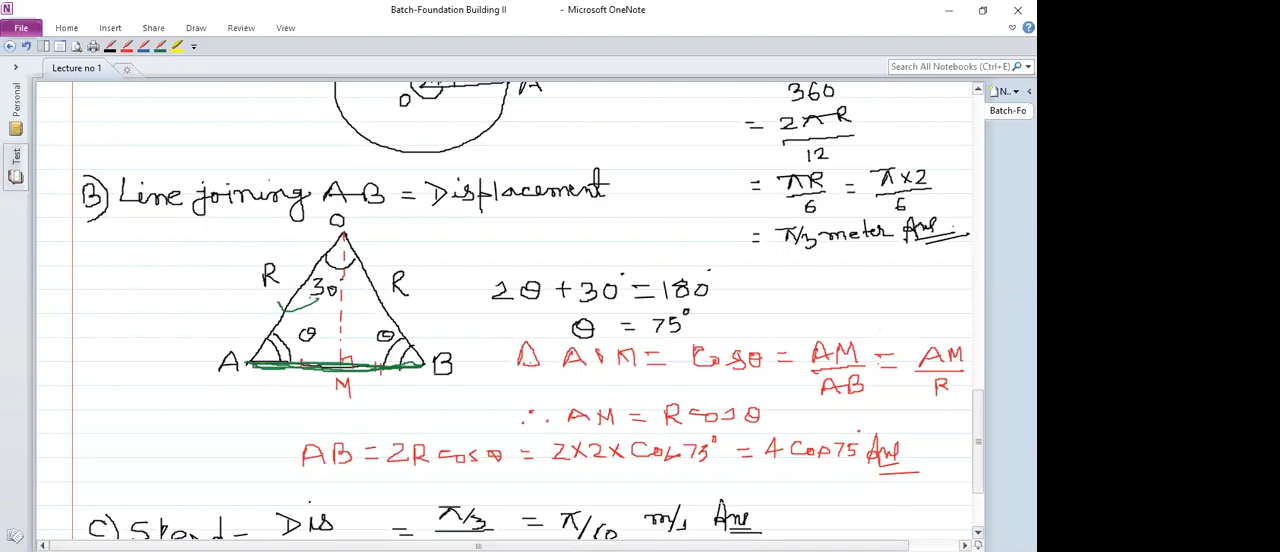 Batch-Foundation Building II - Microsoft OneNote
File Home Insert Share Draw Review View
Lecture no 1
Search All Notebooks (Ctrl+E)
Personal
Test
N..
Batch-Fo
O A
360
= 2πR
12
B) Line joining AB = Displacement
= πR/6 = π×2/6
= π/3 meter Ans
O
R 30 R
θ θ
A M B
2θ + 30° = 180°
θ = 75°
= Cosθ = AM/AB = AM/R
∴ AM = R cosθ
AB = 2R cosθ = 2×2×Cos75° = 4 Cos75° Ans
C) Speed = Dis = π/3 = π/10 m/s Ans